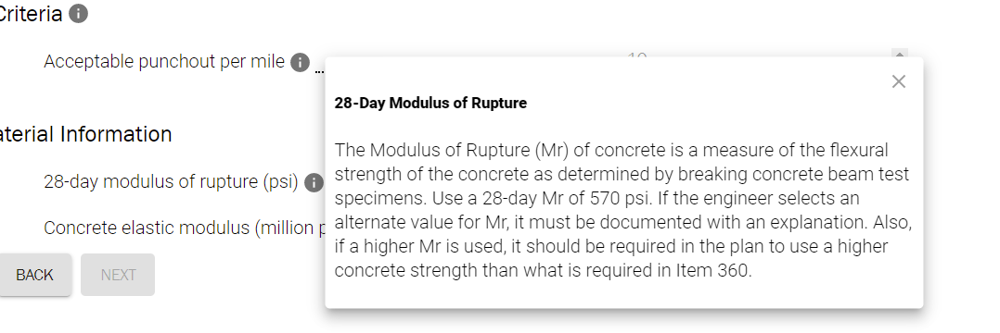 Criteria
Acceptable punchout per mile
28-Day Modulus of Rupture
The Modulus of Rupture (Mr) of concrete is a measure of the flexural
strength of the concrete as determined by breaking concrete beam test
specimens. Use a 28-day Mr of 570 psi. If the engineer selects an
alternate value for Mr, it must be documented with an explanation. Also,
if a higher Mr is used, it should be required in the plan to use a higher
concrete strength than what is required in Item 360.
aterial Information
28-day modulus of rupture (psi)
Concrete elastic modulus (million p
BACK NEXT